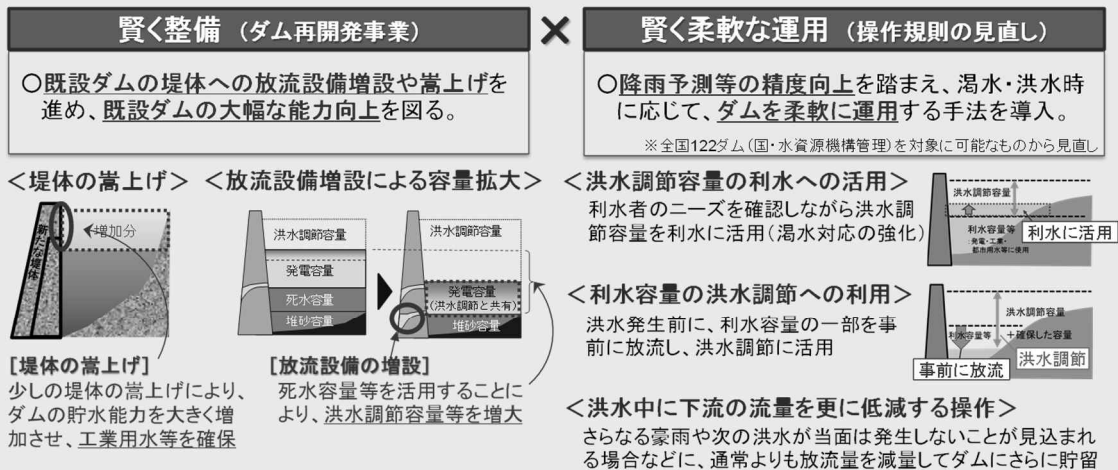 賢く整備（ダム再開発事業）
○既設ダムの堤体への放流設備増設や嵩上げを
進め、既設ダムの大幅な能力向上を図る。
×
賢く柔軟な運用（操作規則の見直し）
○降雨予測等の精度向上を踏まえ、渇水・洪水時
に応じて、ダムを柔軟に運用する手法を導入。
※全国122ダム（国・水資源機構管理）を対象に可能なものから見直し
＜堤体の嵩上げ＞
新たな堤体
増加分
[堤体の嵩上げ]
少しの堤体の嵩上げにより、
ダムの貯水能力を大きく増
加させ、工業用水等を確保
＜放流設備増設による容量拡大＞
洪水調節容量
発電容量
死水容量
堆砂容量
洪水調節容量
発電容量
（洪水調節と共有）
堆砂容量
[放流設備の増設]
死水容量等を活用することに
より、洪水調節容量等を増大
＜洪水調節容量の利水への活用＞
利水者のニーズを確認しながら洪水調
節容量を利水に活用（渇水対応の強化）
洪水調節容量
利水容量等
：発電・工業・
都市用水等に使用
利水に活用
＜利水容量の洪水調節への利用＞
洪水発生前に、利水容量の一部を事
前に放流し、洪水調節に活用
洪水調節容量
＋確保した容量
利水容量等
洪水調節
事前に放流
＜洪水中に下流の流量を更に低減する操作＞
さらなる豪雨や次の洪水が当面は発生しないことが見込まれ
る場合などに、通常よりも放流量を減量してダムにさらに貯留